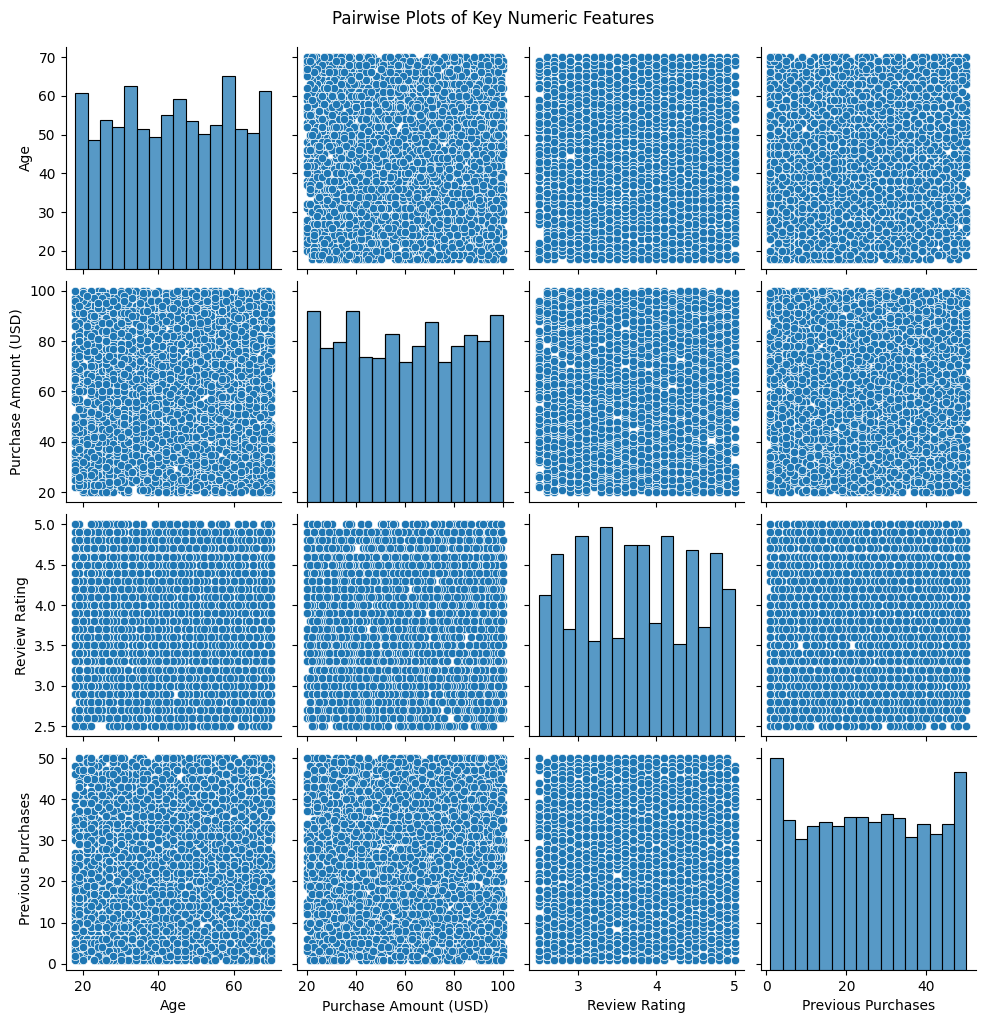 Pairwise Plots of Key Numeric Features
70
60
50
40
30
20
Age
100
80
60
40
20
Purchase Amount (USD)
5.0
4.5
4.0
3.5
3.0
2.5
Review Rating
50
40
30
20
10
0
Previous Purchases
20 40 60
20 40 60 80 100
3 4 5
0 20 40
Age
Purchase Amount (USD)
Review Rating
Previous Purchases